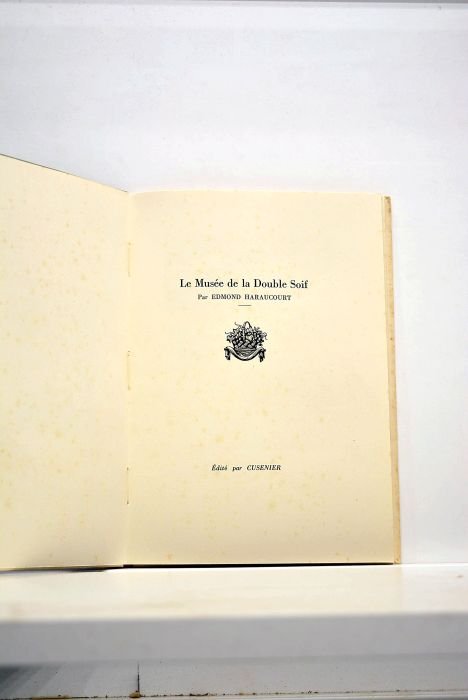 Le Musée de la Double Soif
Par EDMOND HARAUCOURT
Édité par CUSENIER